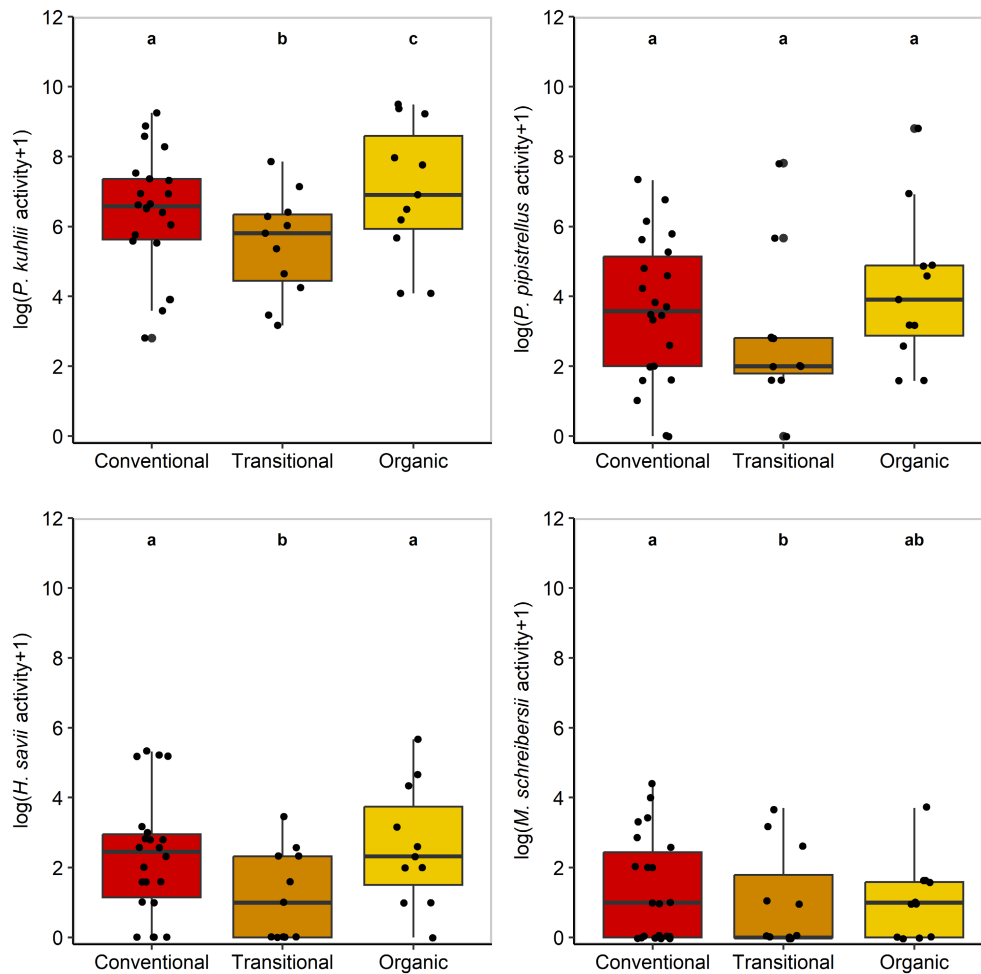 12
10
8
6
4
2
0
log(P. kuhlii activity+1)
a b c
Conventional Transitional Organic
12
10
8
6
4
2
0
log(P. pipistrellus activity+1)
a a a
Conventional Transitional Organic
12
10
8
6
4
2
0
log(H. savii activity+1)
a b a
Conventional Transitional Organic
12
10
8
6
4
2
0
log(M. schreibersii activity+1)
a b ab
Conventional Transitional Organic